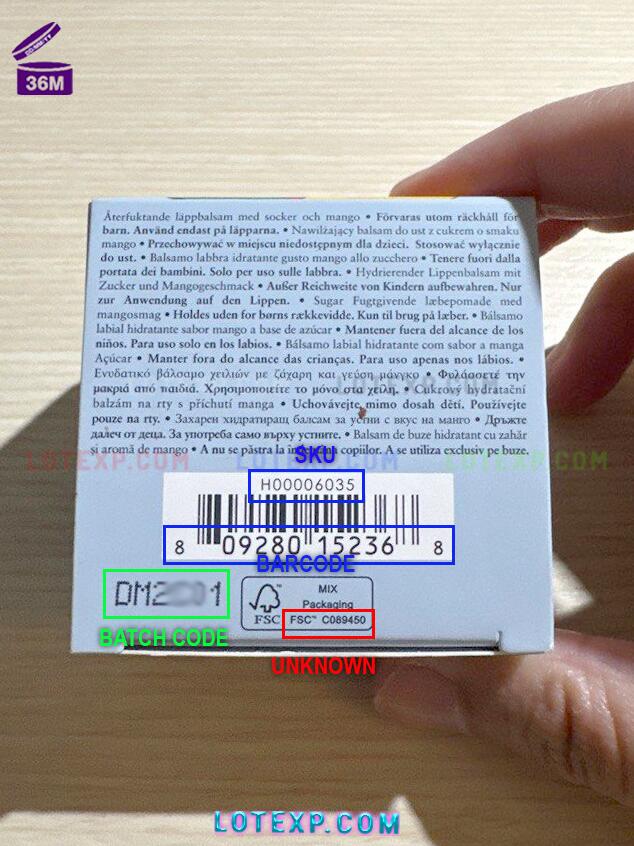 36M
Återfuktande läppbalsam med socker och mango • Förvaras utom räckhåll för
barn. Använd endast på läpparna. • Nawilżający balsam do ust z cukrem o smaku
mango • Przechowywać w miejscu niedostępnym dla dzieci. Stosować wyłącznie
do ust. • Balsamo labbra idratante gusto mango allo zucchero • Tenere fuori dalla
portata dei bambini. Solo per uso sulle labbra. • Hydrierender Lippenbalsam mit
Zucker und Mangogeschmack • Außer Reichweite von Kindern aufbewahren. Nur
zur Anwendung auf den Lippen. • Sugar Fugtgivende læbepomade med
mangosmag • Holdes uden for børns rækkevidde. Kun til brug på læber. • Bálsamo
labial hidratante sabor mango a base de azúcar • Mantener fuera del alcance de los
niños. Para uso solo en los labios. • Bálsamo labial hidratante com sabor a manga
Açúcar • Manter fora do alcance das crianças. Para uso apenas nos lábios. •
Ενυδατικό βάλσαμο χειλιών με ζάχαρη και γεύση μάνγκο • Φυλάσσετε την
μακριά από παιδιά. Χρησιμοποιείτε το μόνο στα χείλη. • Cukrový hydratační
balzám na rty s příchutí manga • Uchovávejte mimo dosah dětí. Používejte
pouze na rty. • Захарен хидратиращ балсам за устни с вкус на манго • Дръжте
далеч от деца. За употреба само върху устните. • Balsam de buze hidratant cu zahăr
și aromă de mango • A nu se păstra la copiilor. A se utiliza exclusiv pe buze.
LOTEXP.COM
LOTEXP.COM
LOTEXP.COM
LOTEXP.COM
SKU
H00006035
8 09280 15236 8
BARCODE
DM2 01
BATCH CODE
FSC
MIX
Packaging
FSC™ C089450
UNKNOWN
LOTEXP.COM